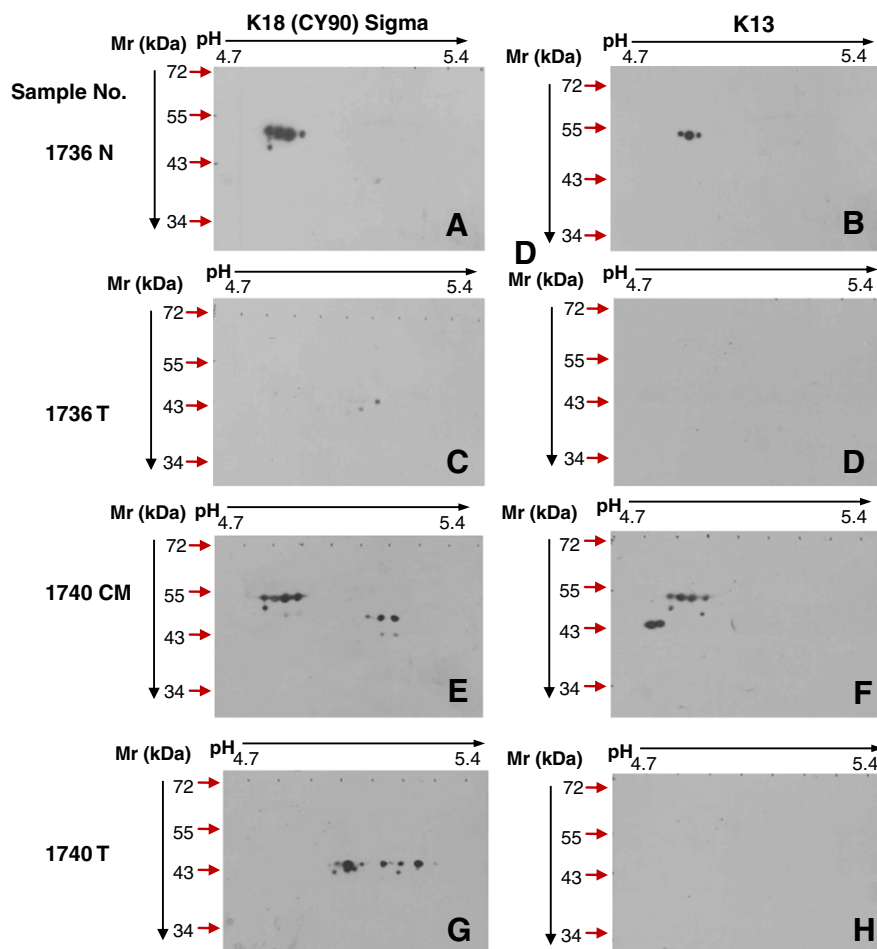 K18 (CY90) Sigma
K13
Mr (kDa) pH 4.7 5.4
Mr (kDa) pH 4.7 5.4
Sample No.
1736 N
72
55
43
34
A
72
55
43
34
B
D
Mr (kDa) pH 4.7 5.4
Mr (kDa) pH 4.7 5.4
1736 T
72
55
43
34
C
72
55
43
34
D
Mr (kDa) pH 4.7 5.4
Mr (kDa) pH 4.7 5.4
1740 CM
72
55
43
34
E
72
55
43
34
F
Mr (kDa) pH 4.7 5.4
Mr (kDa) pH 4.7 5.4
1740 T
72
55
43
34
G
72
55
43
34
H